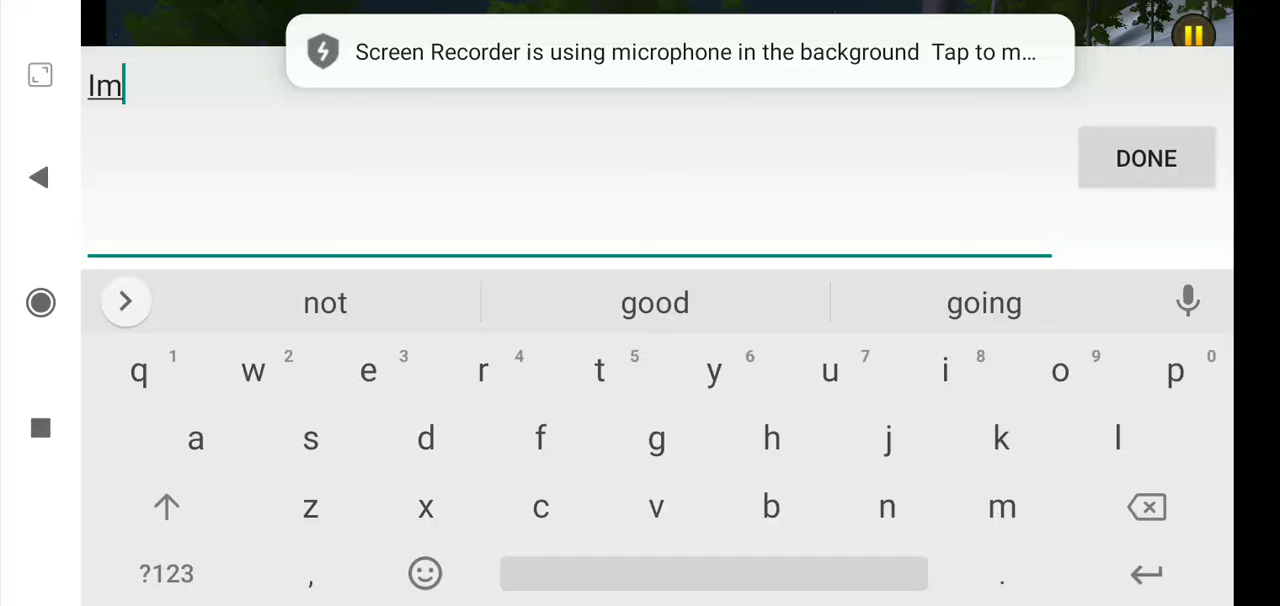 Screen Recorder is using microphone in the background Tap to m...
Im
DONE
not good going
q 1 w 2 e 3 r 4 t 5 y 6 u 7 i 8 o 9 p 0
a s d f g h j k l
z x c v b n m
?123 , .